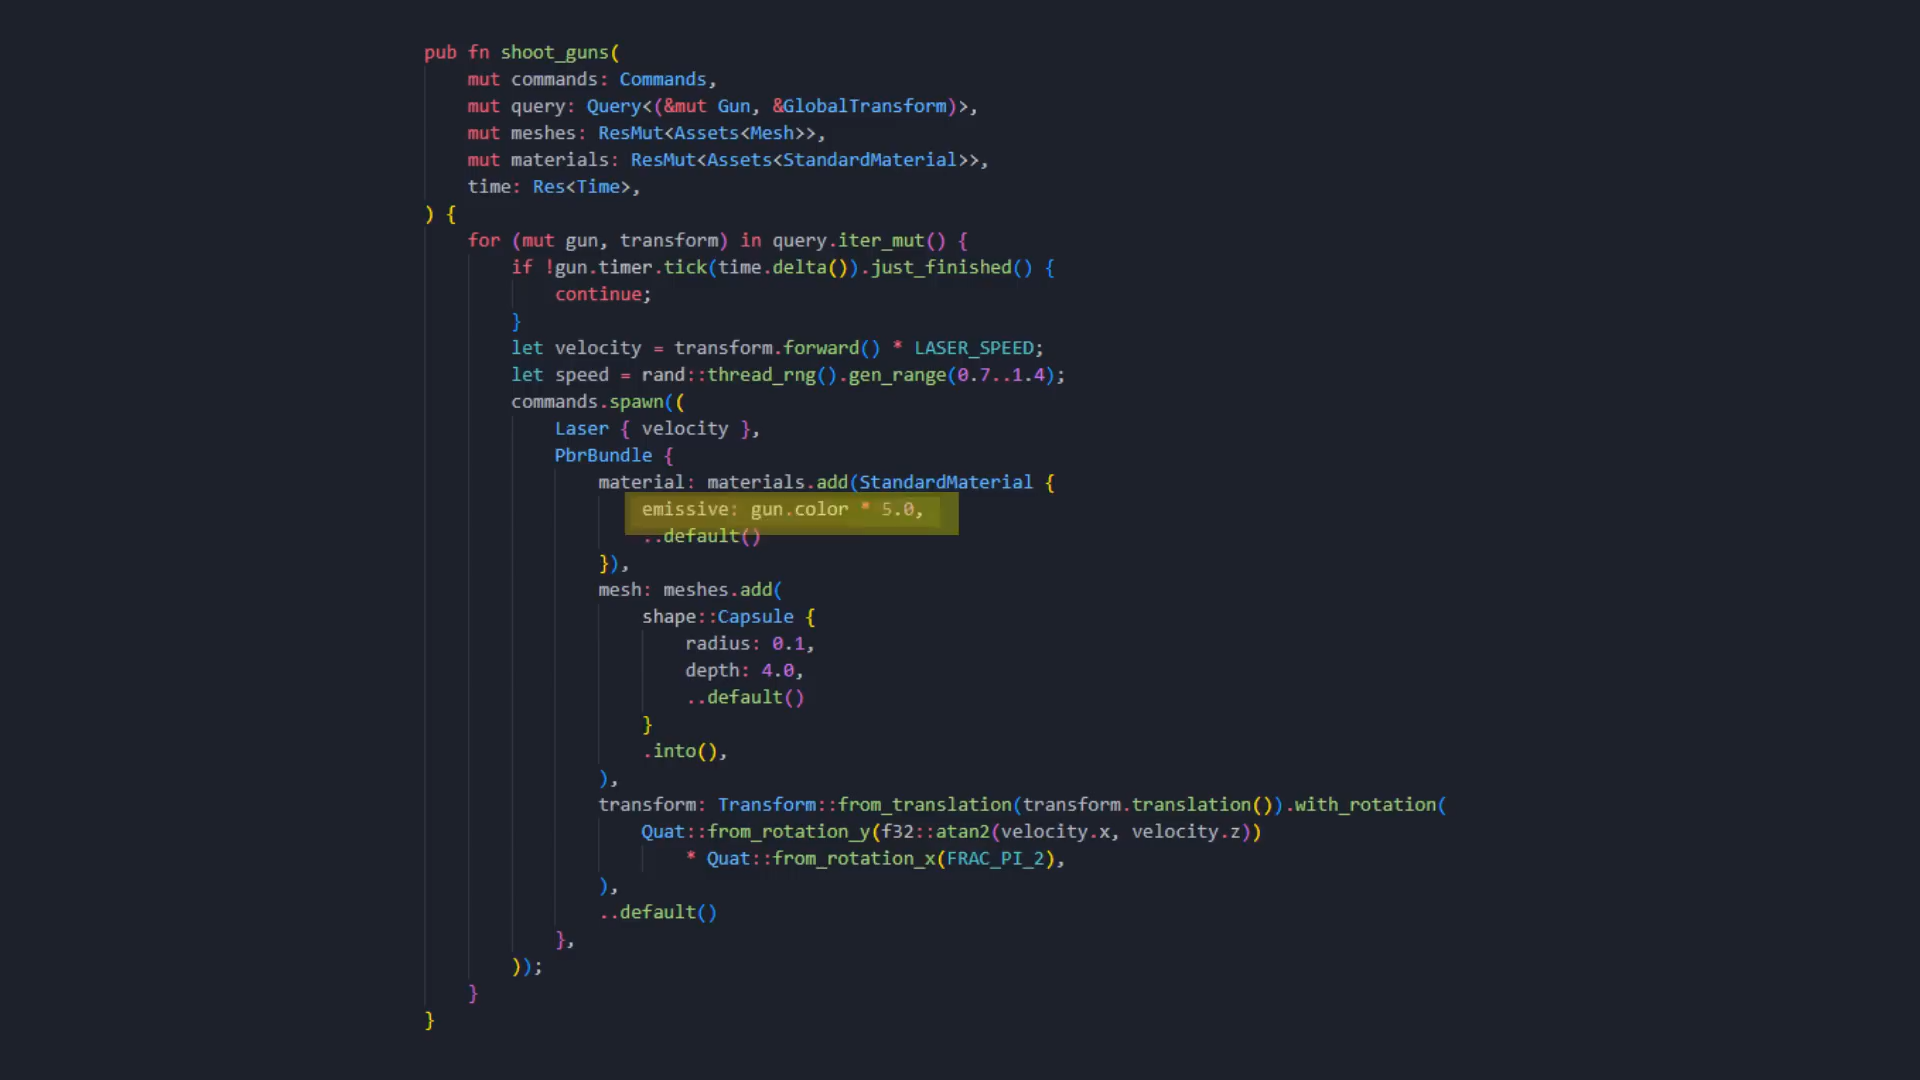 pub fn shoot_guns(
    mut commands: Commands,
    mut query: Query<(&mut Gun, &GlobalTransform)>,
    mut meshes: ResMut<Assets<Mesh>>,
    mut materials: ResMut<Assets<StandardMaterial>>,
    time: Res<Time>,
) {
    for (mut gun, transform) in query.iter_mut() {
        if !gun.timer.tick(time.delta()).just_finished() {
            continue;
        }
        let velocity = transform.forward() * LASER_SPEED;
        let speed = rand::thread_rng().gen_range(0.7..1.4);
        commands.spawn((
            Laser { velocity },
            PbrBundle {
                material: materials.add(StandardMaterial {
                    emissive: gun.color * 5.0,
                    ..default()
                }),
                mesh: meshes.add(
                    shape::Capsule {
                        radius: 0.1,
                        depth: 4.0,
                        ..default()
                    }
                    .into(),
                ),
                transform: Transform::from_translation(transform.translation()).with_rotation(
                    Quat::from_rotation_y(f32::atan2(velocity.x, velocity.z))
                        * Quat::from_rotation_x(FRAC_PI_2),
                ),
                ..default()
            },
        ));
    }
}